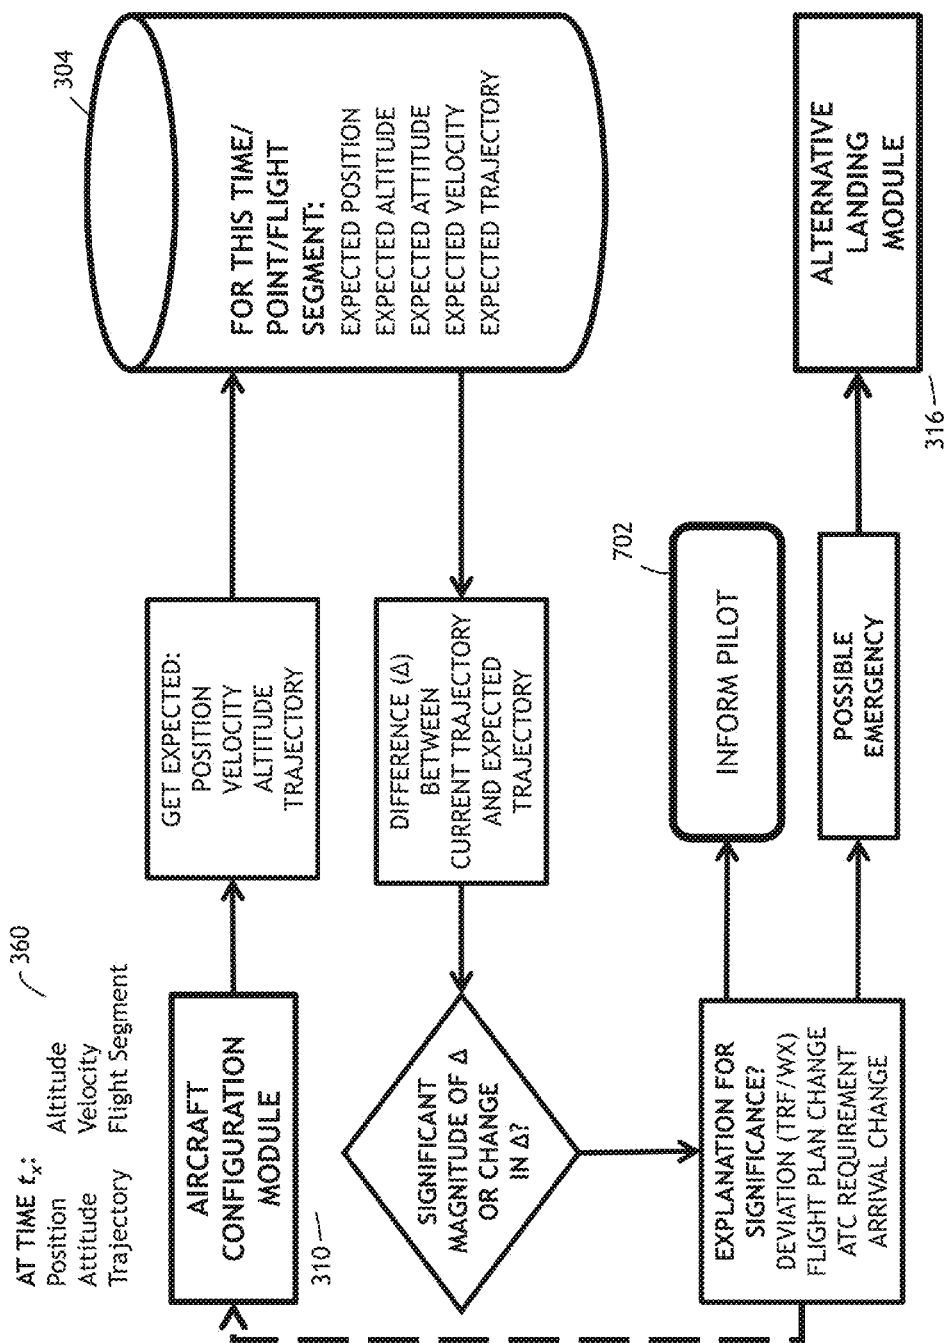 AT TIME tx:
Position Altitude
Attitude Velocity
Trajectory Flight Segment
360
AIRCRAFT
CONFIGURATION
MODULE
310
GET EXPECTED:
POSITION
VELOCITY
ALTITUDE
TRAJECTORY
304
FOR THIS TIME/
POINT/FLIGHT
SEGMENT:
EXPECTED POSITION
EXPECTED ALTITUDE
EXPECTED ATTITUDE
EXPECTED VELOCITY
EXPECTED TRAJECTORY
DIFFERENCE (Δ)
BETWEEN
CURRENT TRAJECTORY
AND EXPECTED
TRAJECTORY
SIGNIFICANT
MAGNITUDE OF Δ
OR CHANGE
IN Δ?
EXPLANATION FOR
SIGNIFICANCE?
DEVIATION (TRF/WX)
FLIGHT PLAN CHANGE
ATC REQUIREMENT
ARRIVAL CHANGE
702
INFORM PILOT
POSSIBLE
EMERGENCY
ALTERNATIVE
LANDING
MODULE
316